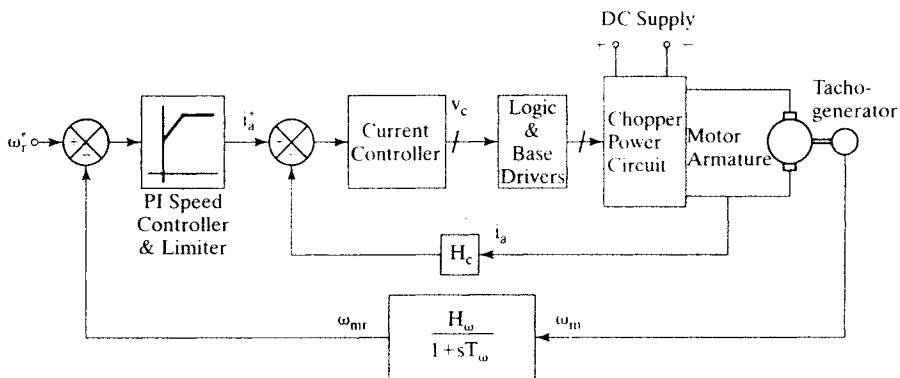 DC Supply
+ −
ω*r
+
−
i*a
+
−
Current
Controller
vc
Logic
&
Base
Drivers
Chopper
Power
Circuit
Motor
Armature
Tacho-
generator
PI Speed
Controller
& Limiter
Hc
ia
ωmr
Hω
1+sTω
ωm